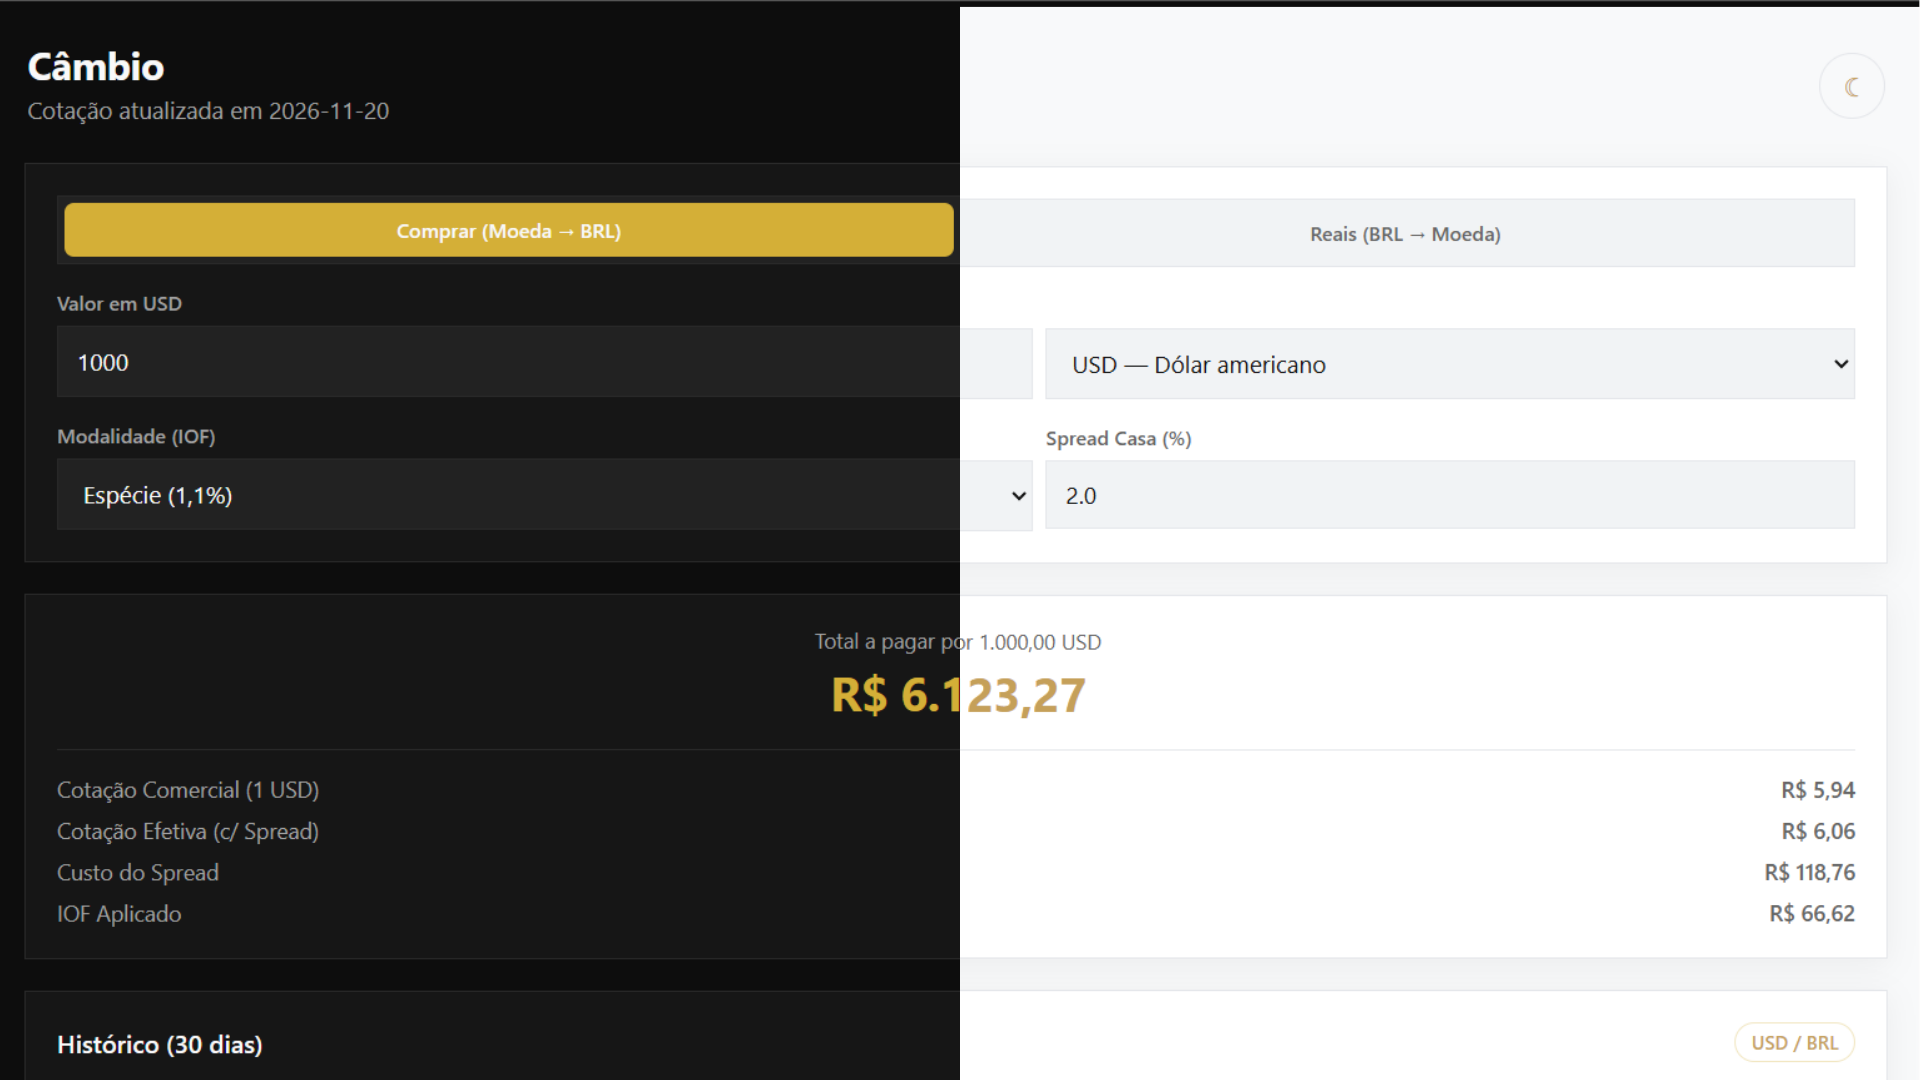 Câmbio
Cotação atualizada em 2026-11-20
☾
Comprar (Moeda → BRL)
Reais (BRL → Moeda)
Valor em USD
1000
USD — Dólar americano
Modalidade (IOF)
Spread Casa (%)
Espécie (1,1%)
2.0
Total a pagar por 1.000,00 USD
R$ 6.123,27
Cotação Comercial (1 USD) R$ 5,94
Cotação Efetiva (c/ Spread) R$ 6,06
Custo do Spread R$ 118,76
IOF Aplicado R$ 66,62
Histórico (30 dias)
USD / BRL